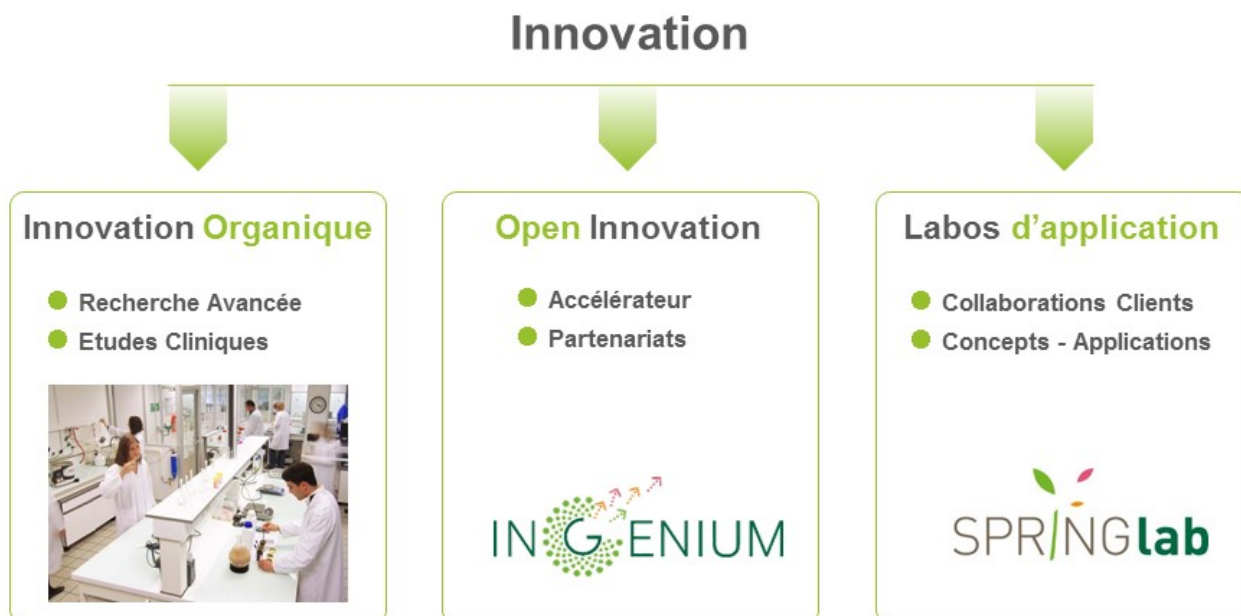 Innovation
Innovation Organique
Recherche Avancée
Etudes Cliniques
Open Innovation
Accélérateur
Partenariats
INGENIUM
Labos d'application
Collaborations Clients
Concepts - Applications
SPRINGlab